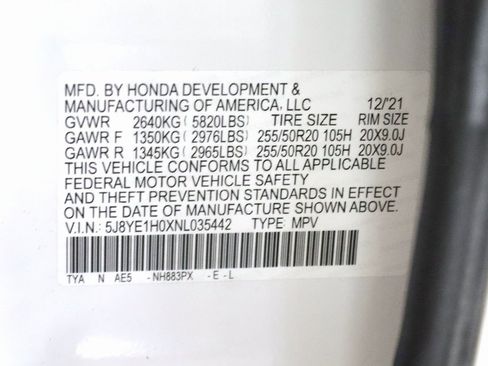 MFD. BY HONDA DEVELOPMENT &
MANUFACTURING OF AMERICA, LLC 12/'21
GVWR 2640KG ( 5820LBS) TIRE SIZE RIM SIZE
GAWR F 1350KG ( 2976LBS) 255/50R20 105H 20X9.0J
GAWR R 1345KG ( 2965LBS) 255/50R20 105H 20X9.0J
THIS VEHICLE CONFORMS TO ALL APPLICABLE
FEDERAL MOTOR VEHICLE SAFETY
AND THEFT PREVENTION STANDARDS IN EFFECT
ON THE DATE OF MANUFACTURE SHOWN ABOVE.
V.I.N: 5J8YE1H0XNL035442 TYPE: MPV
TYA N AE5 -NH883PX -E-L